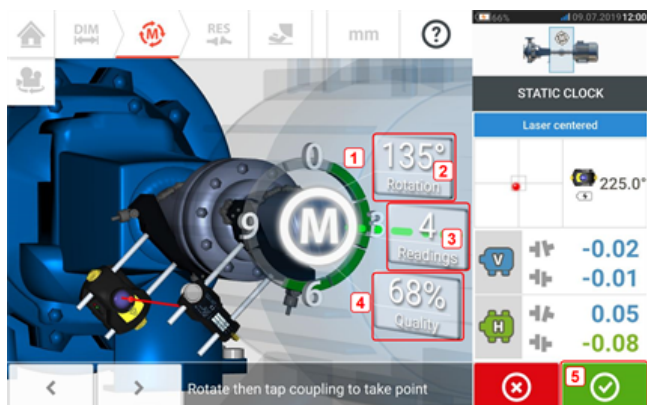 DIM
M
RES
mm
?
66%
09.07.2019 12:00
STATIC CLOCK
Laser centered
225.0°
V
-0.02
-0.01
H
0.05
-0.08
0
3
6
9
M
1
135°
2
Rotation
4
3
Readings
4
68%
Quality
5
Rotate then tap coupling to take point